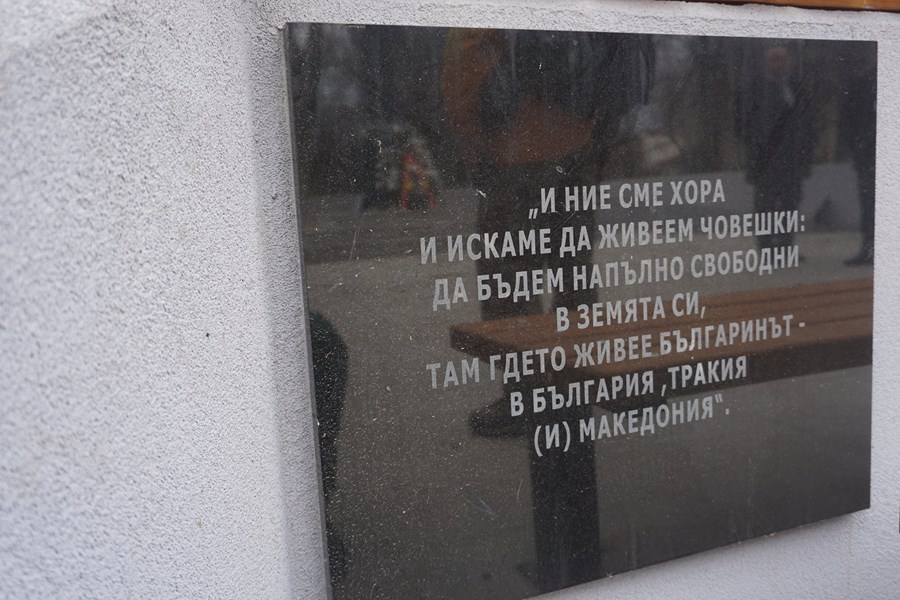 „И НИЕ СМЕ ХОРА
И ИСКАМЕ ДА ЖИВЕЕМ ЧОВЕШКИ:
ДА БЪДЕМ НАПЪЛНО СВОБОДНИ
В ЗЕМЯТА СИ,
ТАМ ГДЕТО ЖИВЕЕ БЪЛГАРИНЪТ -
В БЪЛГАРИЯ ,ТРАКИЯ
(И) МАКЕДОНИЯ“.